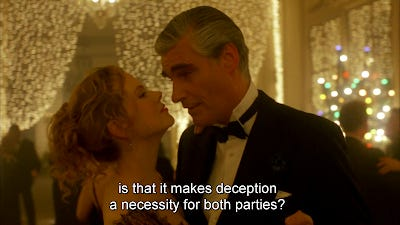 is that it makes deception
a necessity for both parties?